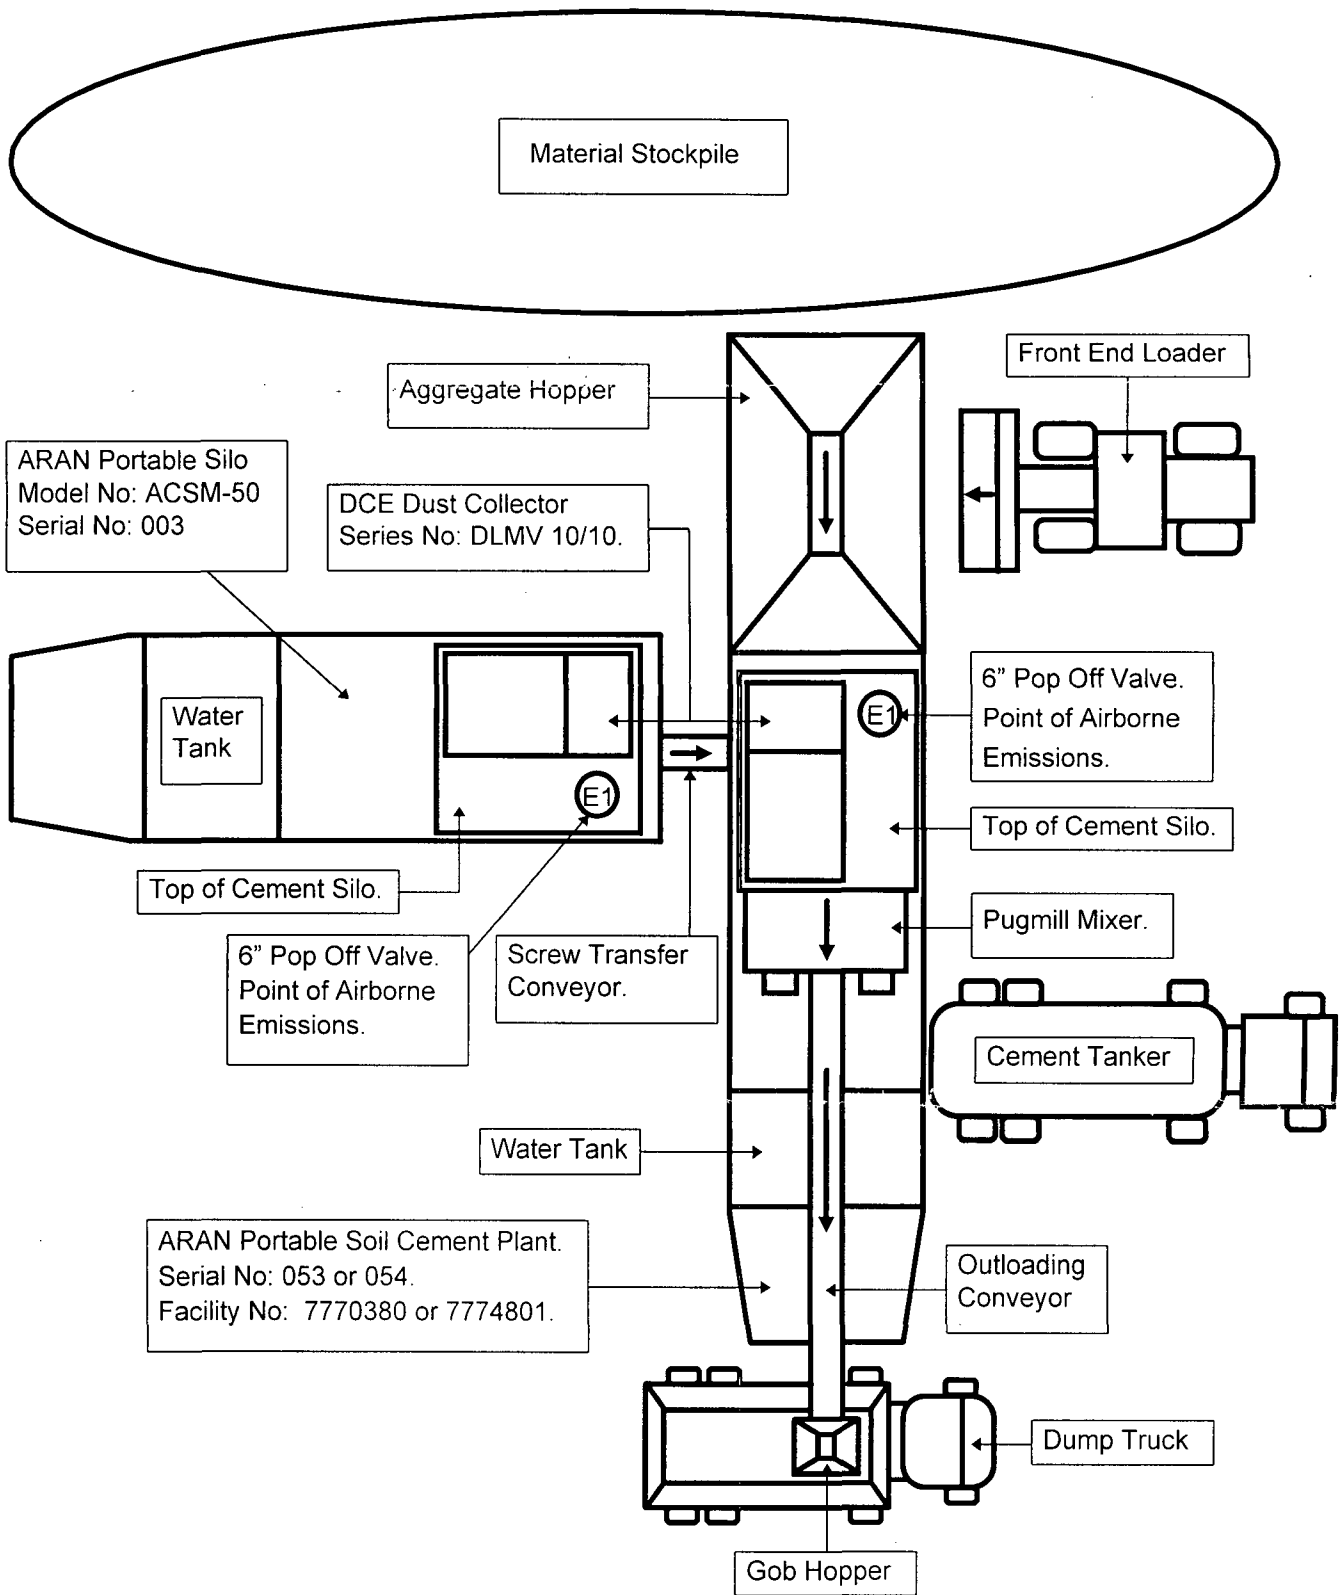 Material Stockpile
Front End Loader
Aggregate Hopper
ARAN Portable Silo
Model No: ACSM-50
Serial No: 003
DCE Dust Collector
Series No: DLMV 10/10.
Water
Tank
E1
6” Pop Off Valve.
Point of Airborne
Emissions.
E1
Top of Cement Silo.
Top of Cement Silo.
Pugmill Mixer.
6” Pop Off Valve.
Point of Airborne
Emissions.
Screw Transfer
Conveyor.
Cement Tanker
Water Tank
ARAN Portable Soil Cement Plant.
Serial No: 053 or 054.
Facility No: 7770380 or 7774801.
Outloading
Conveyor
Dump Truck
Gob Hopper